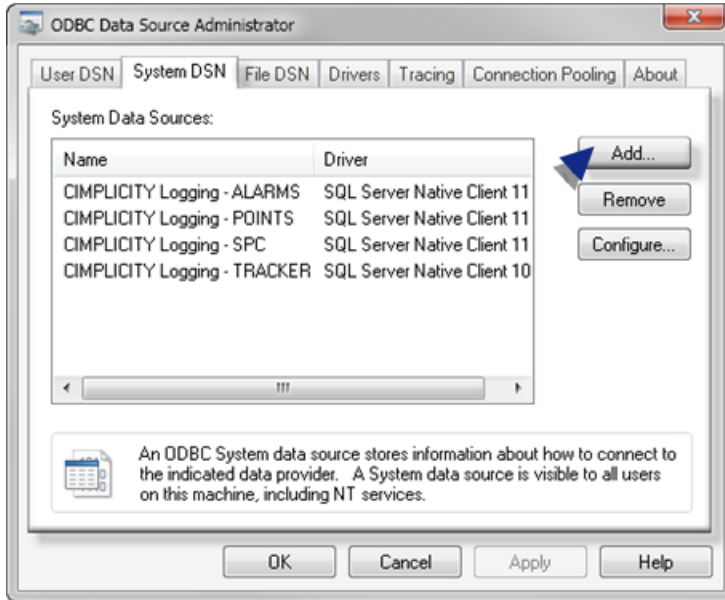 ODBC Data Source Administrator
User DSN System DSN File DSN Drivers Tracing Connection Pooling About
System Data Sources:
Name Driver
CIMPLICITY Logging - ALARMS SQL Server Native Client 11
CIMPLICITY Logging - POINTS SQL Server Native Client 11
CIMPLICITY Logging - SPC SQL Server Native Client 11
CIMPLICITY Logging - TRACKER SQL Server Native Client 10
Add...
Remove
Configure...
An ODBC System data source stores information about how to connect to
the indicated data provider. A System data source is visible to all users
on this machine, including NT services.
OK Cancel Apply Help